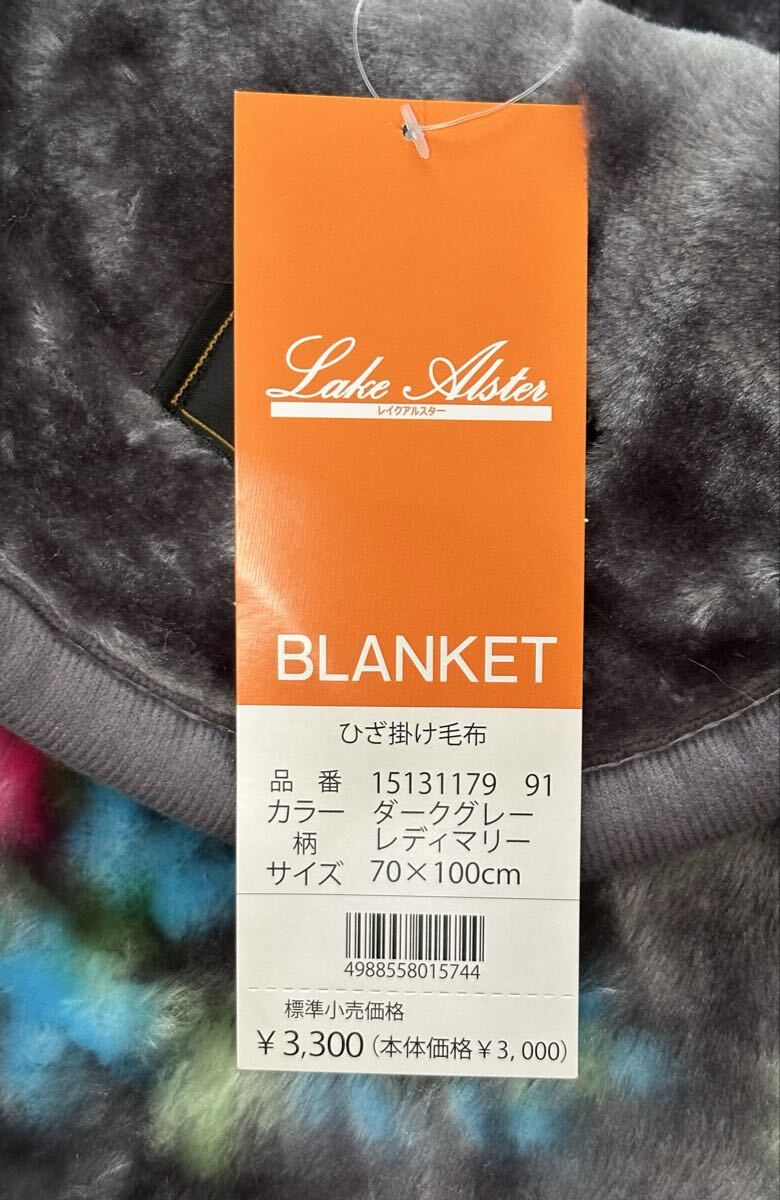 Lake Alster
レイクアルスター
BLANKET
ひざ掛け毛布
品 番 15131179 91
カラー ダークグレー
柄 レディマリー
サイズ 70×100cm
4988558015744
標準小売価格
¥3,300(本体価格¥3,000)